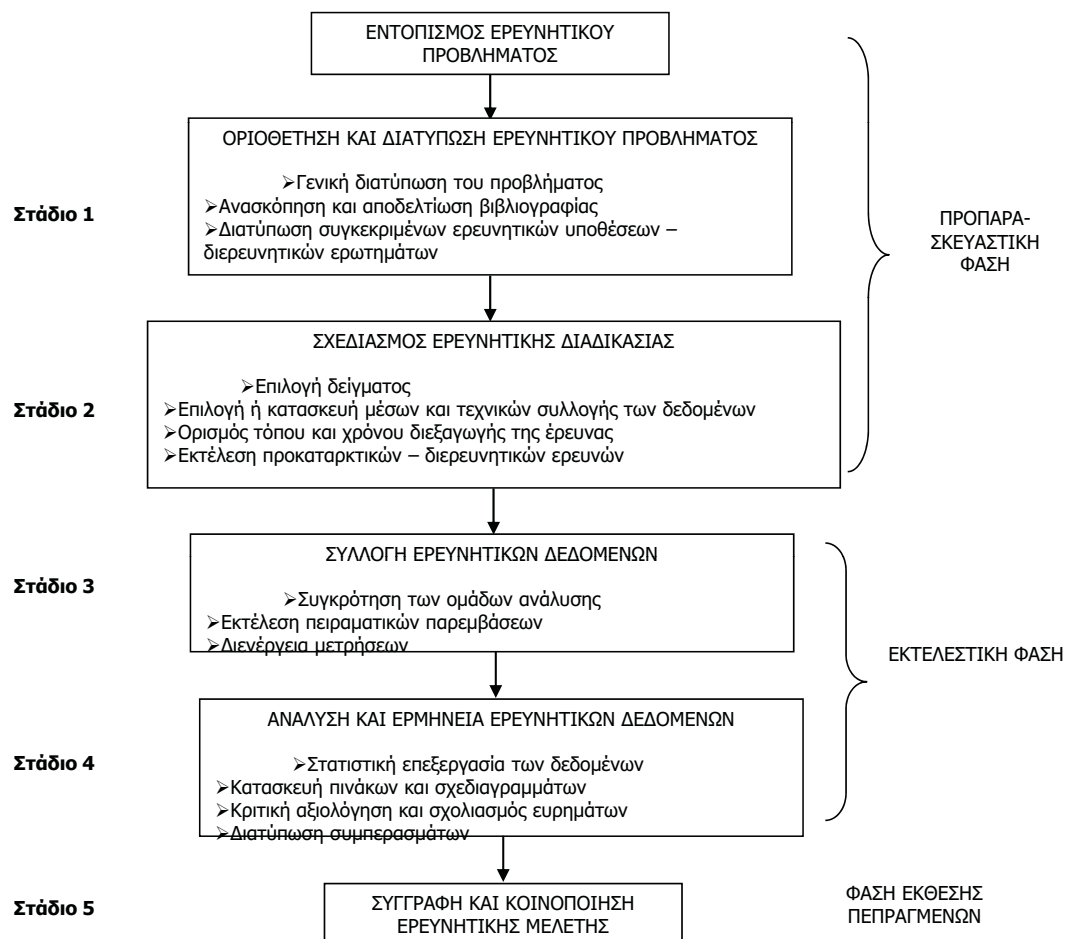 ΕΝΤΟΠΙΣΜΟΣ ΕΡΕΥΝΗΤΙΚΟΥ
ΠΡΟΒΛΗΜΑΤΟΣ
ΟΡΙΟΘΕΤΗΣΗ ΚΑΙ ΔΙΑΤΥΠΩΣΗ ΕΡΕΥΝΗΤΙΚΟΥ ΠΡΟΒΛΗΜΑΤΟΣ
➢Γενική διατύπωση του προβλήματος
Στάδιο 1
➢Ανασκόπηση και αποδελτίωση βιβλιογραφίας
➢Διατύπωση συγκεκριμένων ερευνητικών υποθέσεων –
διερευνητικών ερωτημάτων
ΠΡΟΠΑΡΑ-
ΣΚΕΥΑΣΤΙΚΗ
ΦΑΣΗ
ΣΧΕΔΙΑΣΜΟΣ ΕΡΕΥΝΗΤΙΚΗΣ ΔΙΑΔΙΚΑΣΙΑΣ
➢Επιλογή δείγματος
Στάδιο 2
➢Επιλογή ή κατασκευή μέσων και τεχνικών συλλογής των δεδομένων
➢Ορισμός τόπου και χρόνου διεξαγωγής της έρευνας
➢Εκτέλεση προκαταρκτικών – διερευνητικών ερευνών
ΣΥΛΛΟΓΗ ΕΡΕΥΝΗΤΙΚΩΝ ΔΕΔΟΜΕΝΩΝ
Στάδιο 3
➢Συγκρότηση των ομάδων ανάλυσης
➢Εκτέλεση πειραματικών παρεμβάσεων
➢Διενέργεια μετρήσεων
ΕΚΤΕΛΕΣΤΙΚΗ ΦΑΣΗ
ΑΝΑΛΥΣΗ ΚΑΙ ΕΡΜΗΝΕΙΑ ΕΡΕΥΝΗΤΙΚΩΝ ΔΕΔΟΜΕΝΩΝ
Στάδιο 4
➢Στατιστική επεξεργασία των δεδομένων
➢Κατασκευή πινάκων και σχεδιαγραμμάτων
➢Κριτική αξιολόγηση και σχολιασμός ευρημάτων
➢Διατύπωση συμπερασμάτων
Στάδιο 5
ΣΥΓΓΡΑΦΗ ΚΑΙ ΚΟΙΝΟΠΟΙΗΣΗ
ΕΡΕΥΝΗΤΙΚΗΣ ΜΕΛΕΤΗΣ
ΦΑΣΗ ΕΚΘΕΣΗΣ
ΠΕΠΡΑΓΜΕΝΩΝ